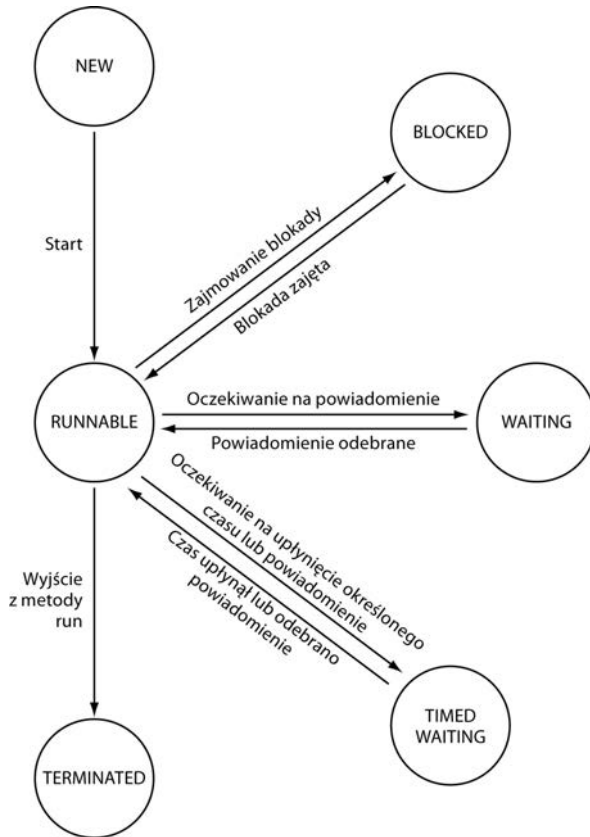 NEW
BLOCKED
Start
Zajmowanie blokady
Blokada zajęta
RUNNABLE
Oczekiwanie na powiadomienie
Powiadomienie odebrane
WAITING
Oczekiwanie na upłynięcie określonego
czasu lub powiadomienie
Czas upłynął lub odebrano
powiadomienie
Wyjście
z metody
run
TIMED
WAITING
TERMINATED